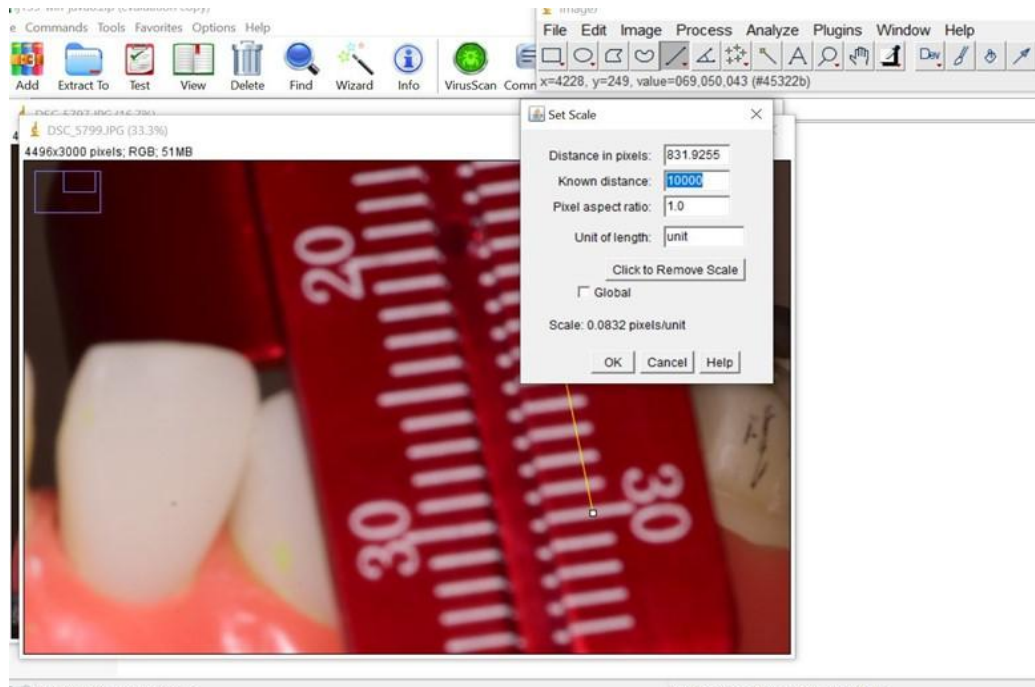 e Commands Tools Favorites Options Help
Add Extract To Test View Delete Find Wizard Info VirusScan Comm
ImageJ
File Edit Image Process Analyze Plugins Window Help
Dev
x=4228, y=249, value=069,050,043 (#45322b)
DSC_5799.JPG (33.3%)
4496x3000 pixels; RGB; 51MB
Set Scale
Distance in pixels: 831.9255
Known distance: 10000
Pixel aspect ratio: 1.0
Unit of length: unit
Click to Remove Scale
Global
Scale: 0.0832 pixels/unit
OK Cancel Help
20
30
30